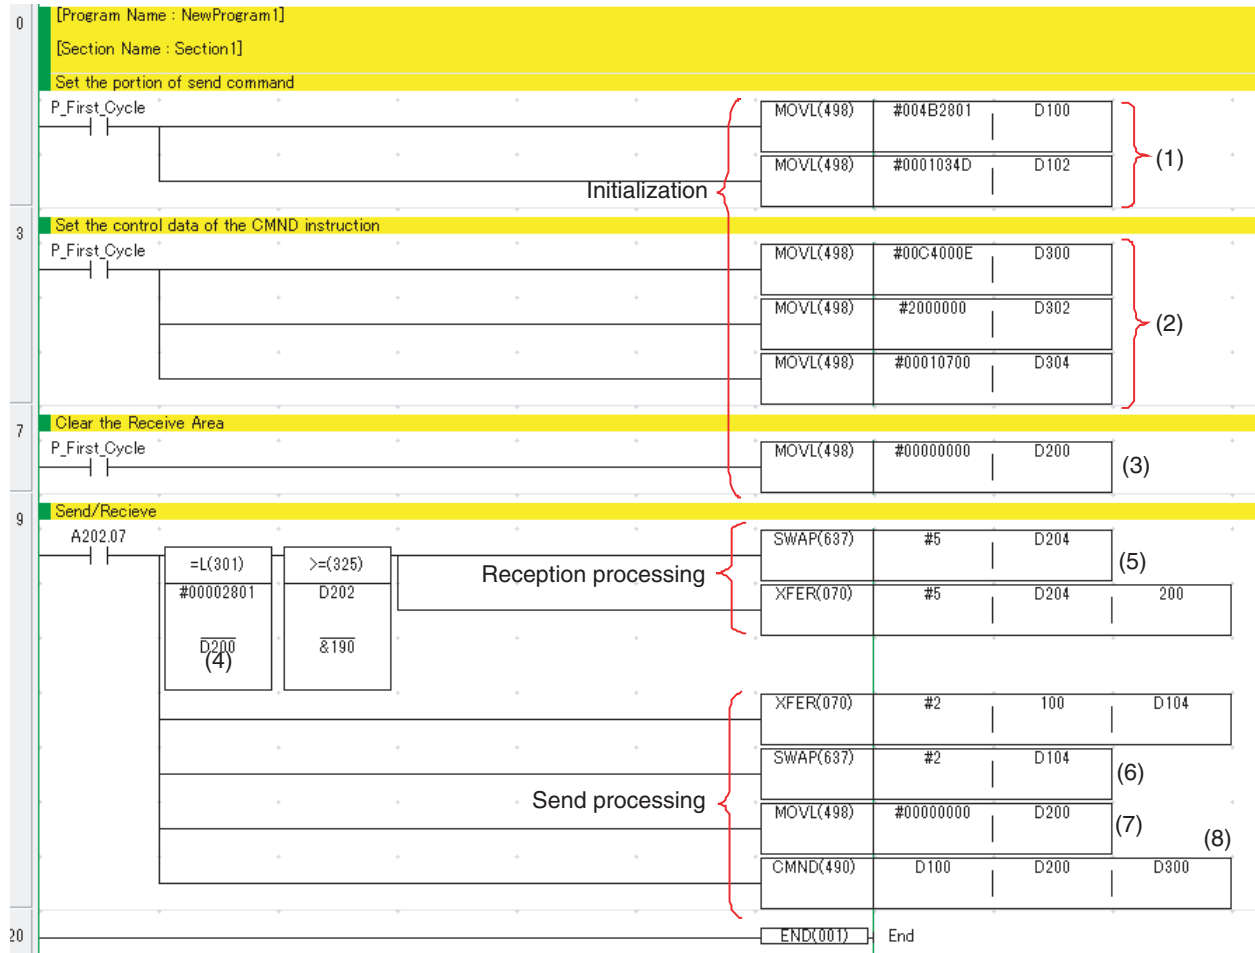 0
[Program Name : NewProgram1]
[Section Name : Section1]
Set the portion of send command
P_First_Cycle
MOVL(498) #004B2801 D100
(1)
MOVL(498) #0001034D D102
Initialization
3
Set the control data of the CMND instruction
P_First_Cycle
MOVL(498) #00C4000E D300
MOVL(498) #2000000 D302
(2)
MOVL(498) #00010700 D304
7
Clear the Receive Area
P_First_Cycle
MOVL(498) #00000000 D200
(3)
9
Send/Recieve
A202.07
=L(301) >=(325)
#00002801 D202
D200 &190
(4)
Reception processing
SWAP(637) #5 D204
(5)
XFER(070) #5 D204 200
XFER(070) #2 100 D104
SWAP(637) #2 D104
(6)
Send processing
MOVL(498) #00000000 D200
(7)
(8)
CMND(490) D100 D200 D300
20
END(001) End